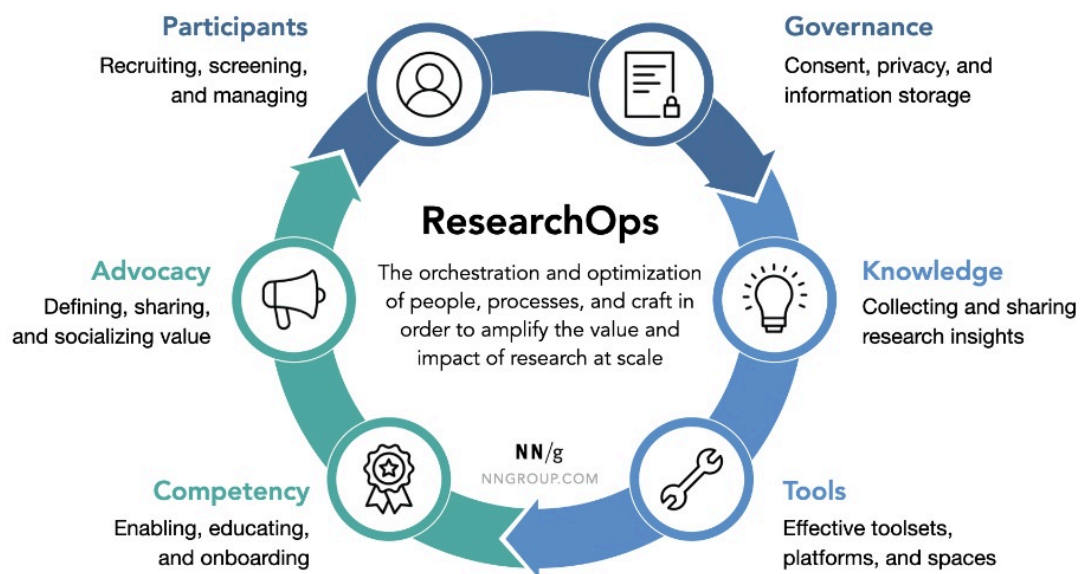 Participants
Recruiting, screening,
and managing
Governance
Consent, privacy, and
information storage
ResearchOps
The orchestration and optimization
of people, processes, and craft in
order to amplify the value and
impact of research at scale
Advocacy
Defining, sharing,
and socializing value
Knowledge
Collecting and sharing
research insights
NN/g
NNGROUP.COM
Competency
Enabling, educating,
and onboarding
Tools
Effective toolsets,
platforms, and spaces